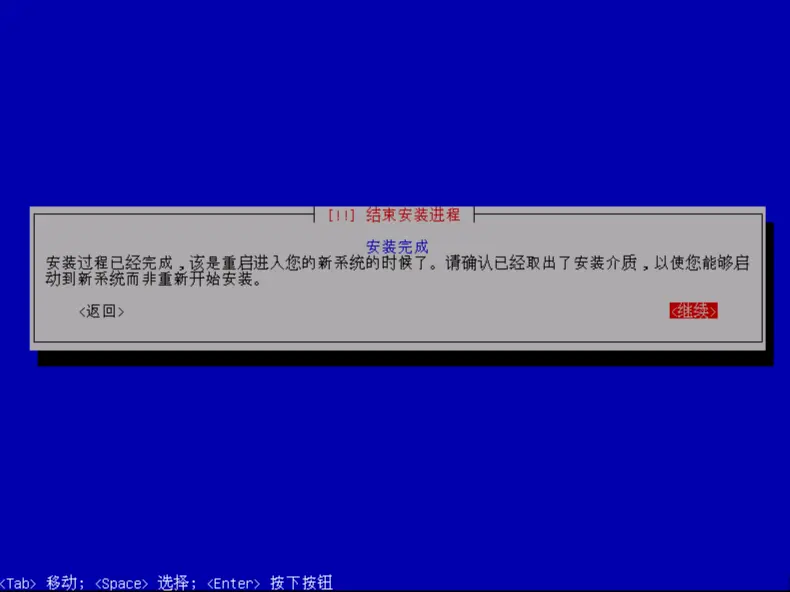 [!!] 结束安装进程
安装完成
安装过程已经完成，该是重启进入您的新系统的时候了。请确认已经取出了安装介质，以使您能够启
动到新系统而非重新开始安装。
<返回> <继续>
<Tab> 移动; <Space> 选择; <Enter> 按下按钮